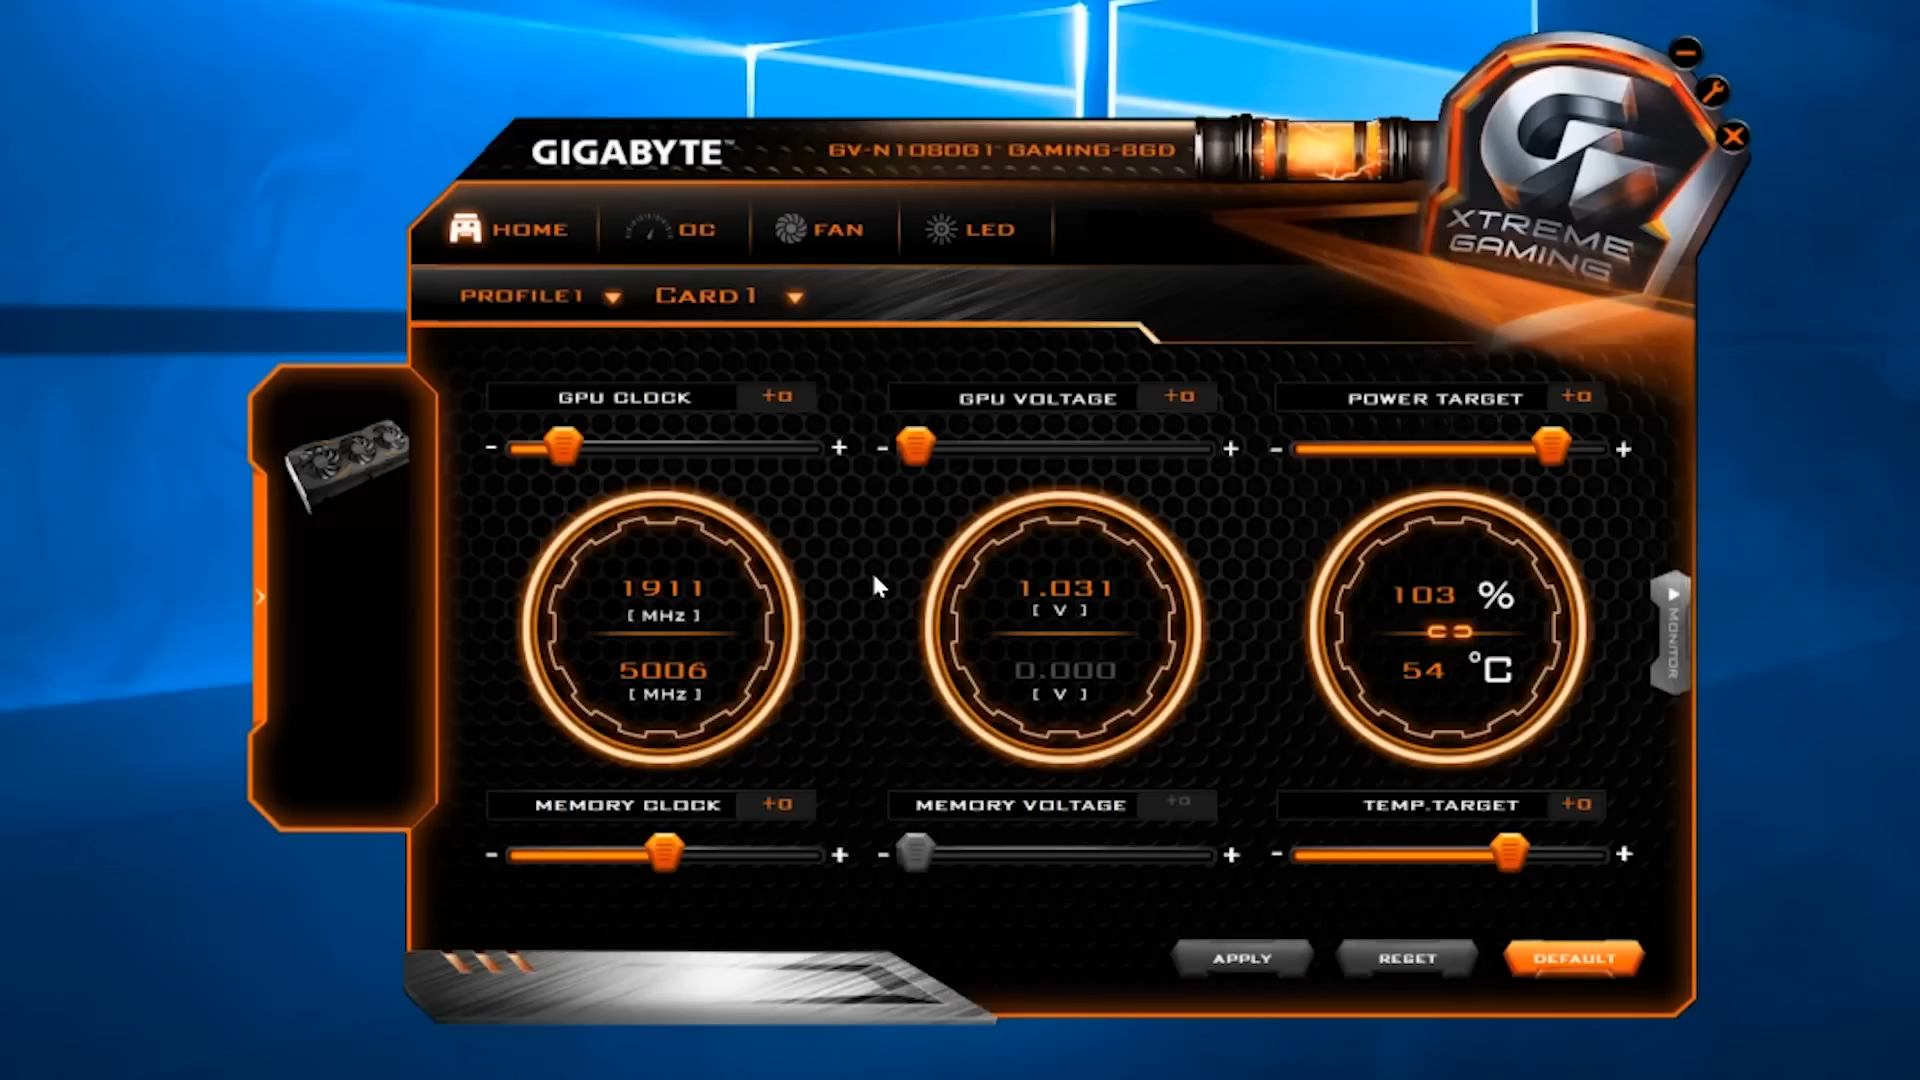 GIGABYTE™
GV-N1080G1 GAMING-8GD
XTREME
GAMING
HOME
OC
FAN
LED
PROFILE1
CARD1
GPU CLOCK +0
GPU VOLTAGE +0
POWER TARGET +0
- +
- +
- +
1911
[ MHz ]
5006
[ MHz ]
1.031
[ V ]
0.000
[ V ]
103 %
54 °C
MONITOR
MEMORY CLOCK +0
MEMORY VOLTAGE +0
TEMP.TARGET +0
- +
- +
- +
APPLY
RESET
DEFAULT